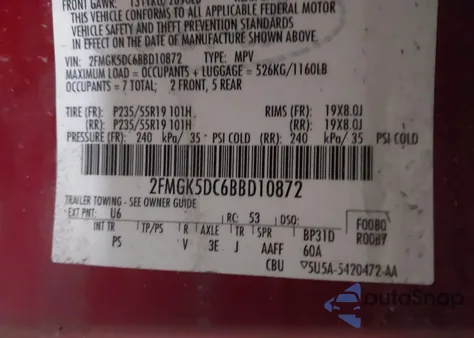 FRONT GAWR: 1311KG/2890LB
THIS VEHICLE CONFORMS TO ALL APPLICABLE FEDERAL MOTOR
VEHICLE SAFETY AND THEFT PREVENTION STANDARDS IN
EFFECT ON THE DATE OF MANUFACTURE SHOWN ABOVE.
VIN: 2FMGK5DC6BBD10872 TYPE: MPV
MAXIMUM LOAD = OCCUPANTS + LUGGAGE = 526KG/1160LB
OCCUPANTS = 7 TOTAL; 2 FRONT, 5 REAR
TIRE (FR): P235/55R19 101H RIMS (FR): 19X8.0J
(RR): P235/55R19 101H (RR): 19X8.0J
PRESSURE (FR): 240 kPa/ 35 PSI COLD (RR): 240 kPa/ 35 PSI COLD
2FMGK5DC6BBD10872
TRAILER TOWING - SEE OWNER GUIDE
EXT PNT: U6 RC: 53 DSO: F0080
INT TR TP/PS R AXLE TR SPR BP31D R0087
PS V 3E J AAFF 60A
CBU 5U5A-5420472-AA
autoSnap